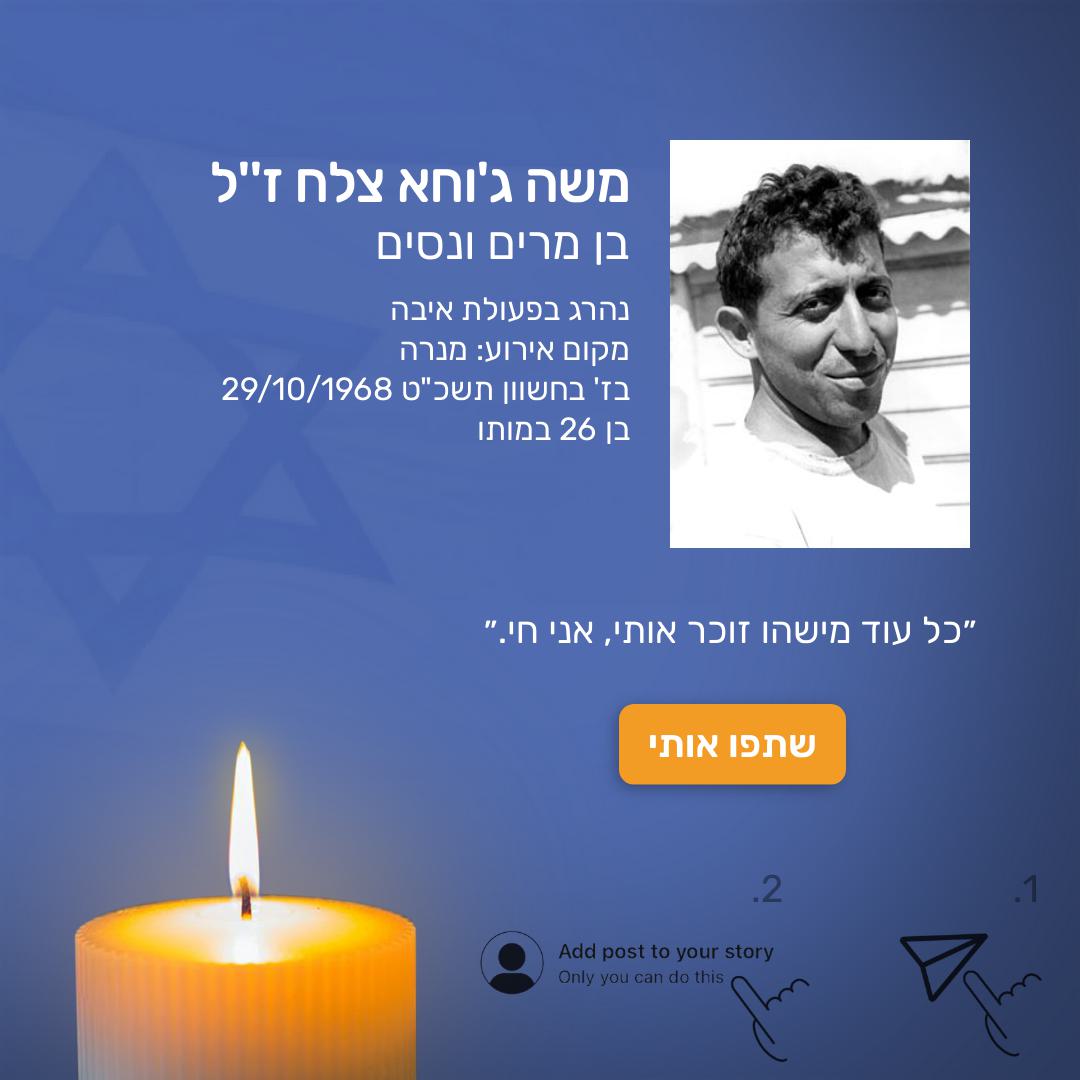 משה ג'וחא צלח ז''ל
בן מרים ונסים
נהרג בפעולת איבה
מקום אירוע: מנרה
בז' בחשוון תשכ"ט 29/10/1968
בן 26 במותו
״כל עוד מישהו זוכר אותי, אני חי.״
שתפו אותי
1.
2.
Add post to your story
Only you can do this